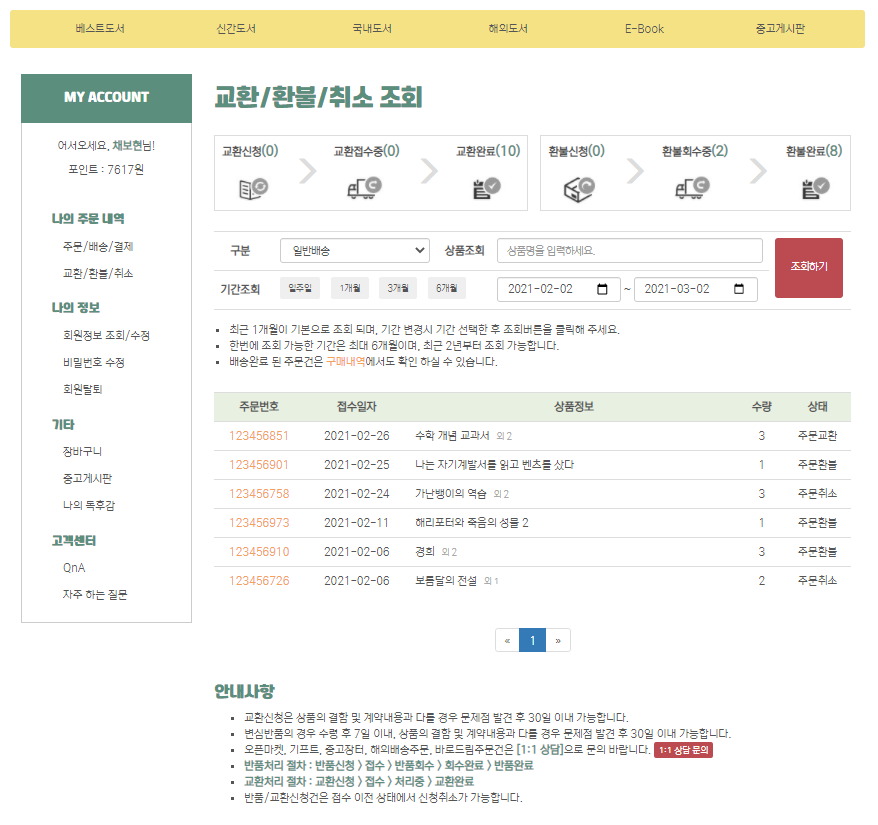 베스트도서 신간도서 국내도서 해외도서 E-Book 중고게시판
MY ACCOUNT
어서오세요, 채보현님!
포인트 : 7617원
나의 주문 내역
주문/배송/결제
교환/환불/취소
나의 정보
회원정보 조회/수정
비밀번호 수정
회원탈퇴
기타
장바구니
중고게시판
나의 독후감
고객센터
QnA
자주 하는 질문
교환/환불/취소 조회
교환신청(0) 교환접수중(0) 교환완료(10) 환불신청(0) 환불회수중(2) 환불완료(8)
구분 일반배송 상품조회 상품명을 입력하세요. 조회하기
기간조회 일주일 1개월 3개월 6개월 2021-02-02 ~ 2021-03-02
최근 1개월이 기본으로 조회 되며, 기간 변경시 기간 선택한 후 조회버튼을 클릭해 주세요.
한번에 조회 가능한 기간은 최대 6개월이며, 최근 2년부터 조회 가능합니다.
배송완료 된 주문건은 구매내역에서도 확인 하실 수 있습니다.
주문번호 접수일자 상품정보 수량 상태
123456851 2021-02-26 수학 개념 교과서 외 2 3 주문교환
123456901 2021-02-25 나는 자기계발서를 읽고 벤츠를 샀다 1 주문환불
123456758 2021-02-24 가난뱅이의 역습 외 2 3 주문취소
123456973 2021-02-11 해리포터와 죽음의 성물 2 1 주문환불
123456910 2021-02-06 경희 외 2 3 주문환불
123456726 2021-02-06 보름달의 전설 외 1 2 주문취소
« 1 »
안내사항
교환신청은 상품의 결함 및 계약내용과 다를 경우 문제점 발견 후 30일 이내 가능합니다.
변심반품의 경우 수령 후 7일 이내, 상품의 결함 및 계약내용과 다를 경우 문제점 발견 후 30일 이내 가능합니다.
오픈마켓, 기프트, 중고장터, 해외배송주문, 바로드림주문건은 [1:1 상담]으로 문의 바랍니다. 1:1 상담 문의
반품처리 절차 : 반품신청 > 접수 > 반품회수 > 회수완료 > 반품완료
교환처리 절차 : 교환신청 > 접수 > 처리중 > 교환완료
반품/교환신청건은 접수 이전 상태에서 신청취소가 가능합니다.